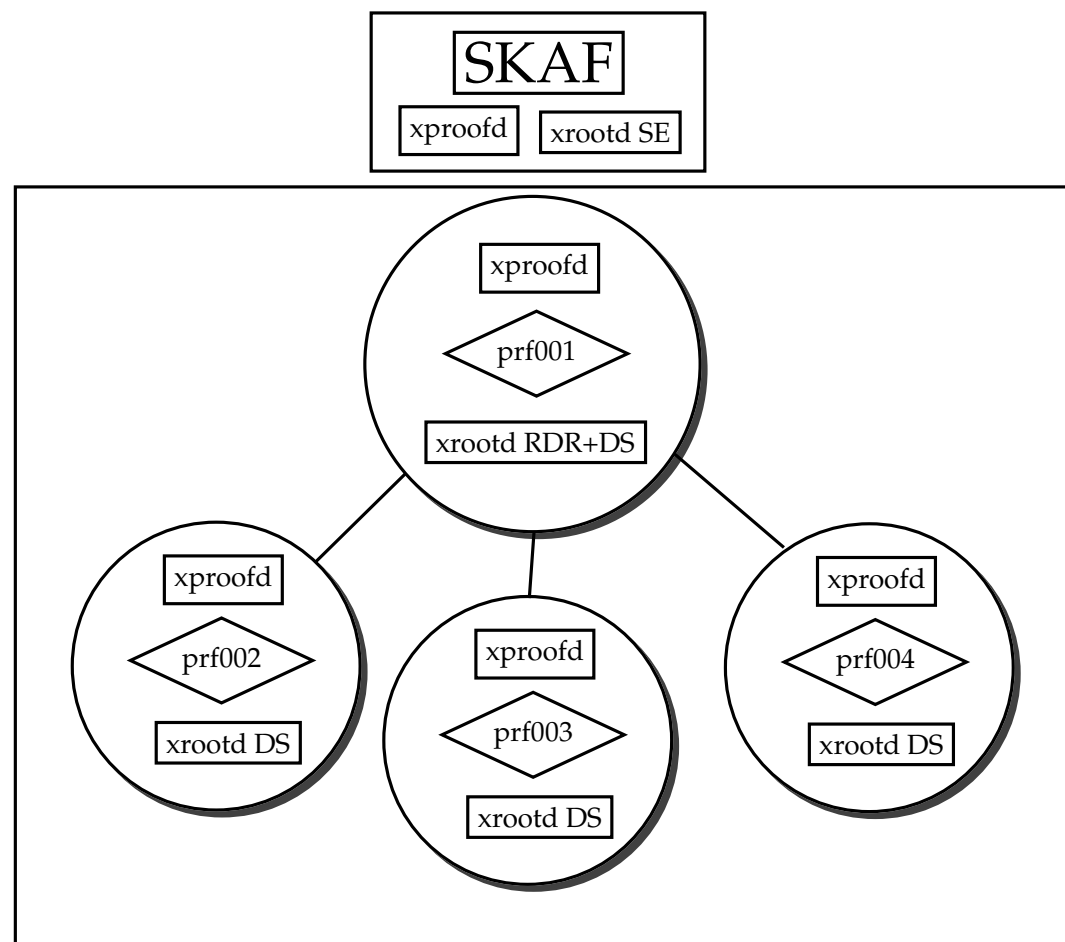 SKAF
xproofd
xrootd SE
xproofd
prf001
xrootd RDR+DS
xproofd
prf002
xrootd DS
xproofd
prf003
xrootd DS
xproofd
prf004
xrootd DS